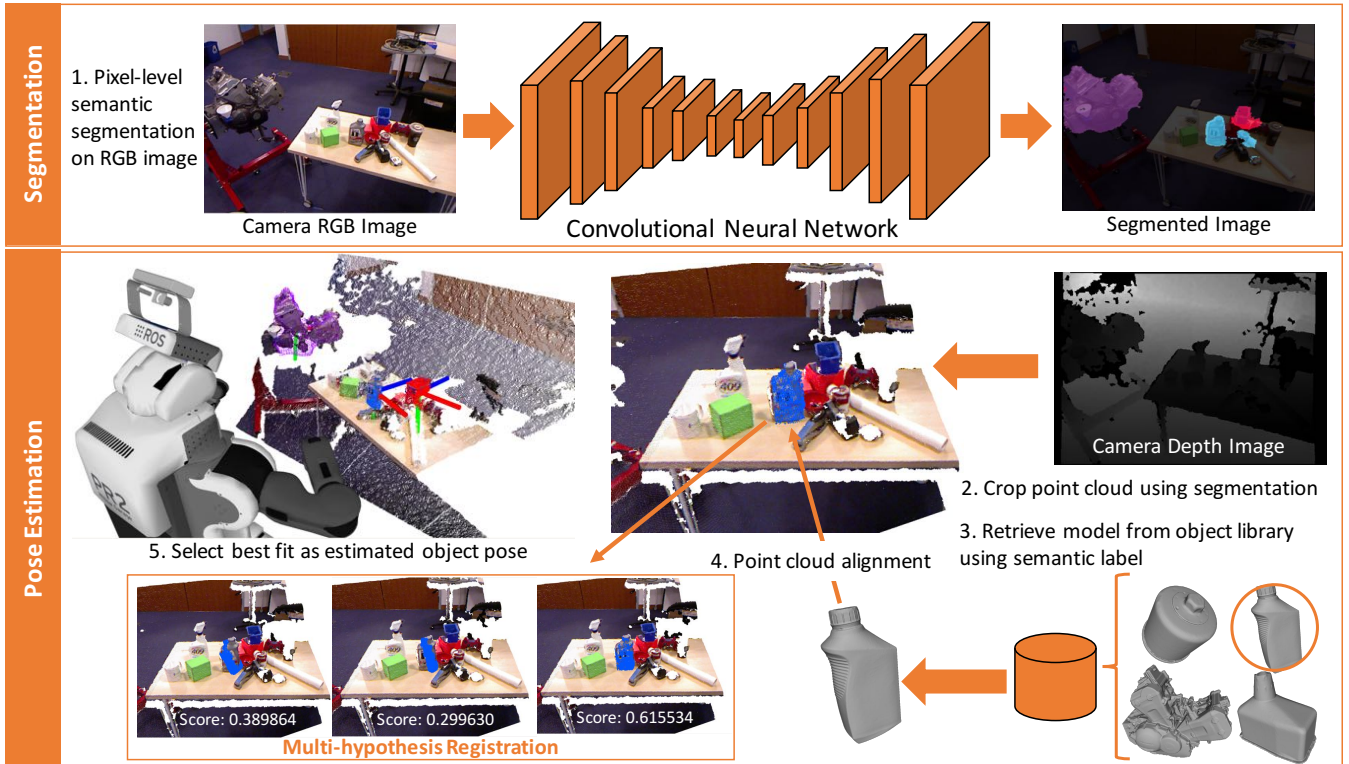 Segmentation
1. Pixel-level
semantic
segmentation
on RGB image
Camera RGB Image
Convolutional Neural Network
Segmented Image
Pose Estimation
ROS
PR2
409
Camera Depth Image
2. Crop point cloud using segmentation
3. Retrieve model from object library
using semantic label
4. Point cloud alignment
5. Select best fit as estimated object pose
409
409
409
Score: 0.389864
Score: 0.299630
Score: 0.615534
Multi-hypothesis Registration